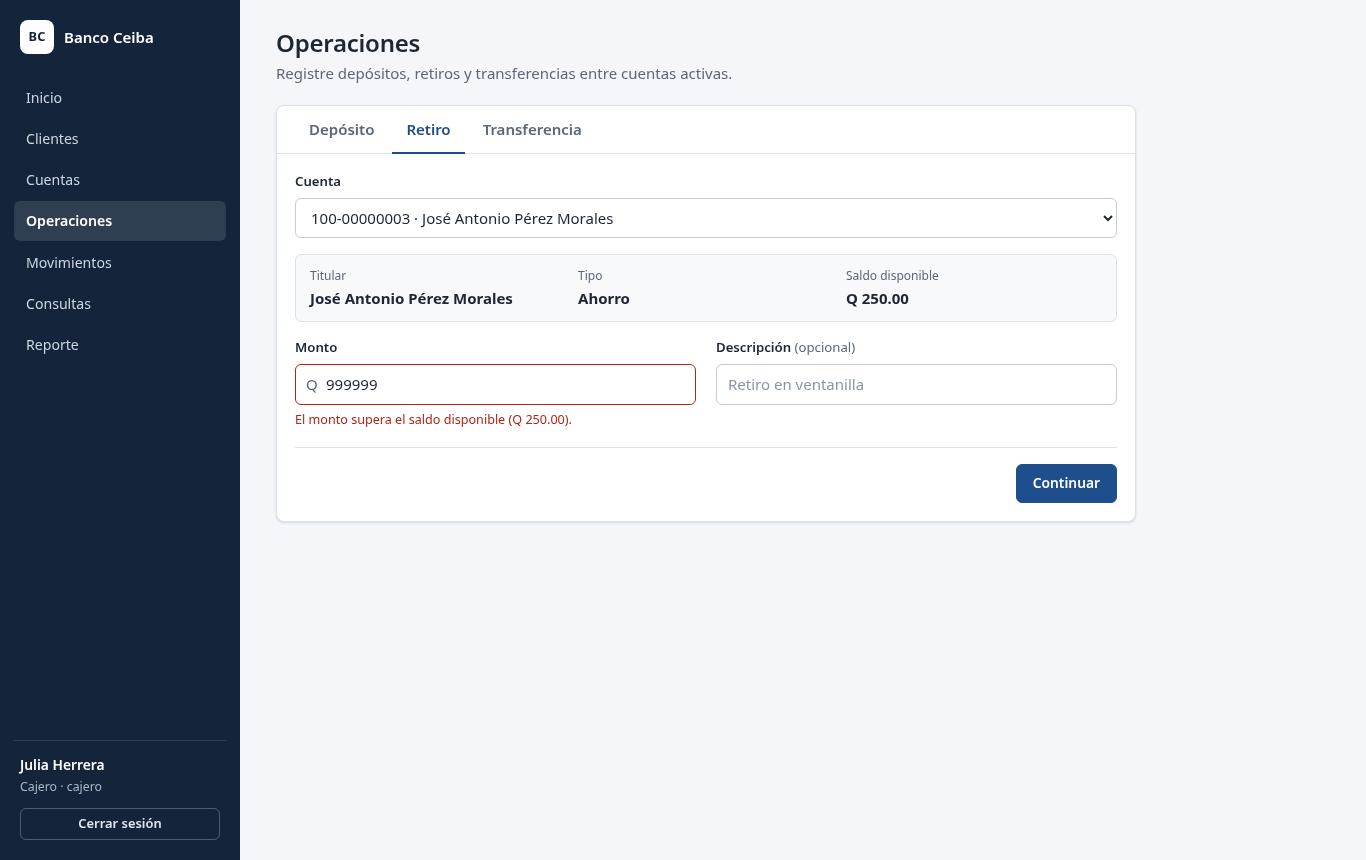 BC
Banco Ceiba
Inicio
Clientes
Cuentas
Operaciones
Movimientos
Consultas
Reporte
Julia Herrera
Cajero · cajero
Cerrar sesión
Operaciones
Registre depósitos, retiros y transferencias entre cuentas activas.
Depósito Retiro Transferencia
Cuenta
100-00000003 · José Antonio Pérez Morales
Titular Tipo Saldo disponible
José Antonio Pérez Morales Ahorro Q 250.00
Monto Descripción (opcional)
Q 999999 Retiro en ventanilla
El monto supera el saldo disponible (Q 250.00).
Continuar